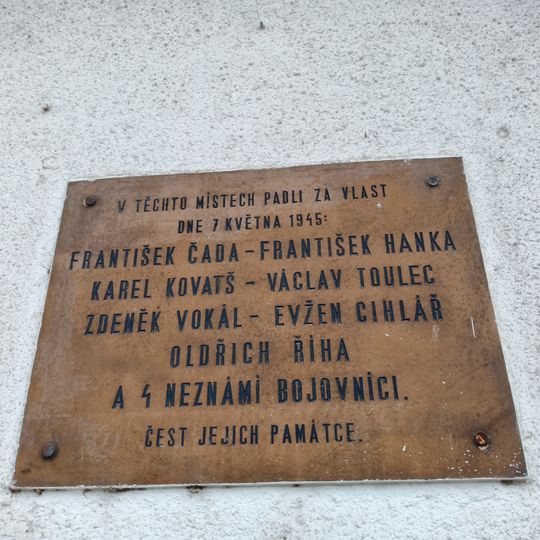 V TĚCHTO MÍSTECH PADLI ZA VLAST
DNE 7 KVĚTNA 1945:
FRANTIŠEK ČADA - FRANTIŠEK HANKA
KAREL KOVATŠ - VÁCLAV TOULEC
ZDENĚK VOKÁL - EVŽEN CIHLÁŘ
OLDŘICH ŘÍHA
A 4 NEZNÁMÍ BOJOVNÍCI.
ČEST JEJICH PAMÁTCE.